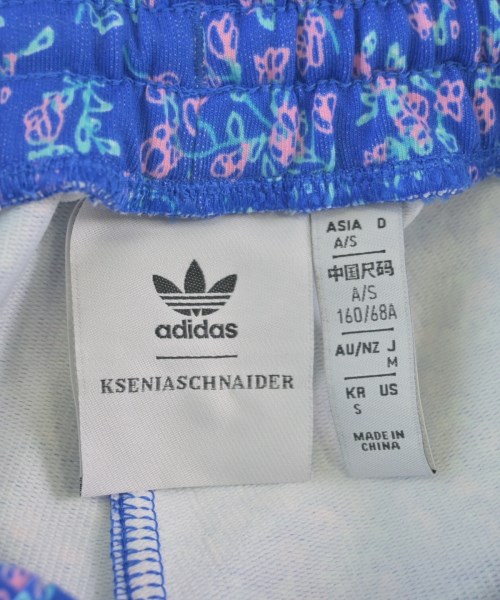 adidas
KSENIASCHNAIDER
ASIA D
A/S
中国尺码
A/S
160/68A
AU/NZ J
M
KR US
S
MADE IN
CHINA